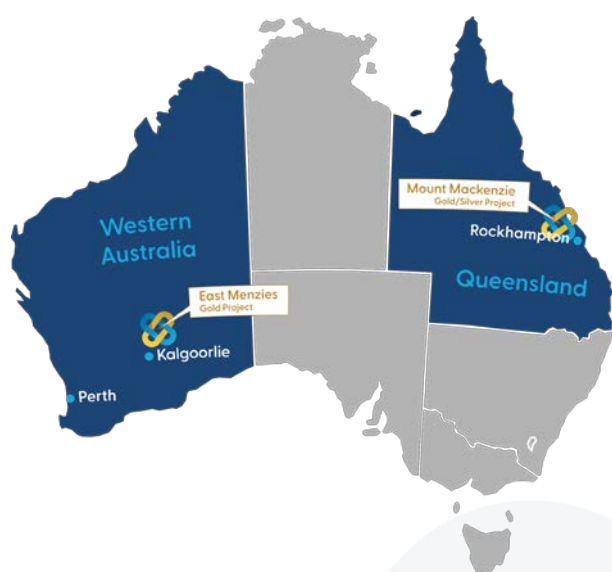 Western
Australia
East Menzies
Gold Project
Kalgoorlie
Perth
Mount Mackenzie
Gold/Silver Project
Rockhampton
Queensland